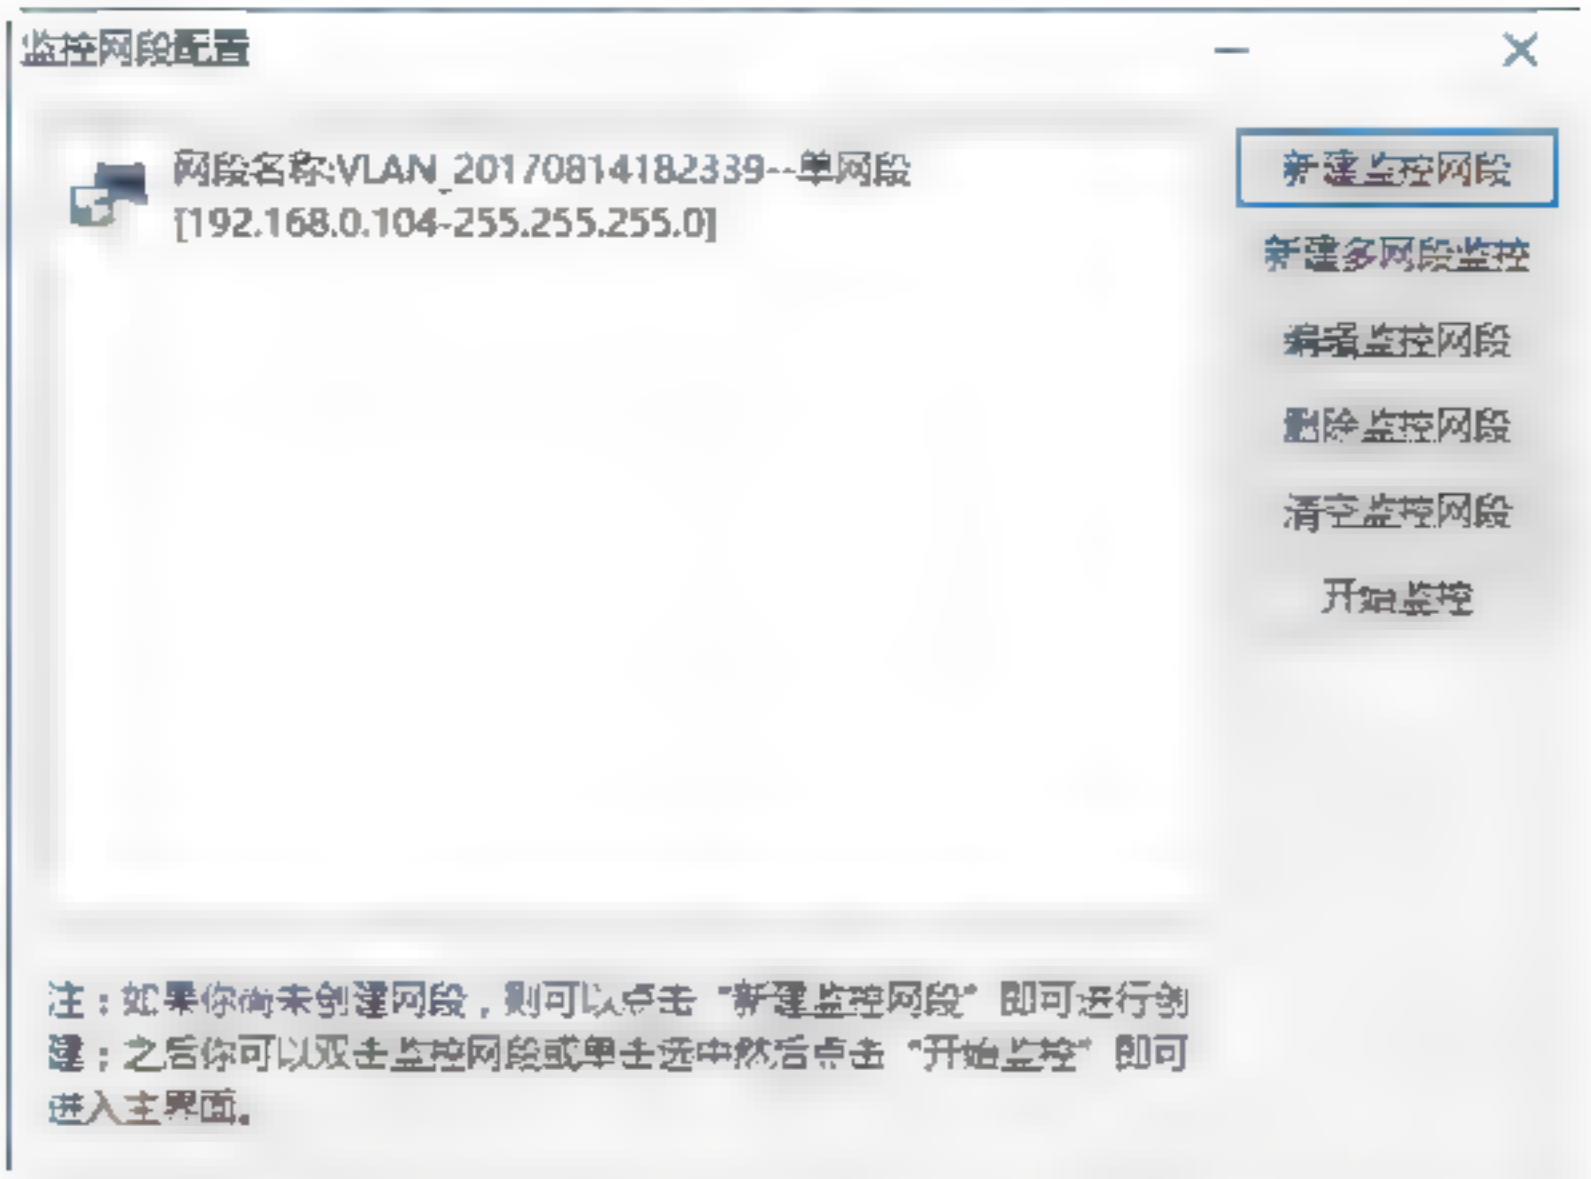 监控网段配置
网段名称:VLAN_20170814182339--单网段
[192.168.0.104-255.255.255.0]
新建监控网段
新建多网段监控
编辑监控网段
删除监控网段
清空监控网段
开始监控
注：如果你尚未创建网段，则可以点击“新建监控网段”即可进行创
建；之后你可以双击监控网段或单击选中然后点击“开始监控”即可
进入主界面。